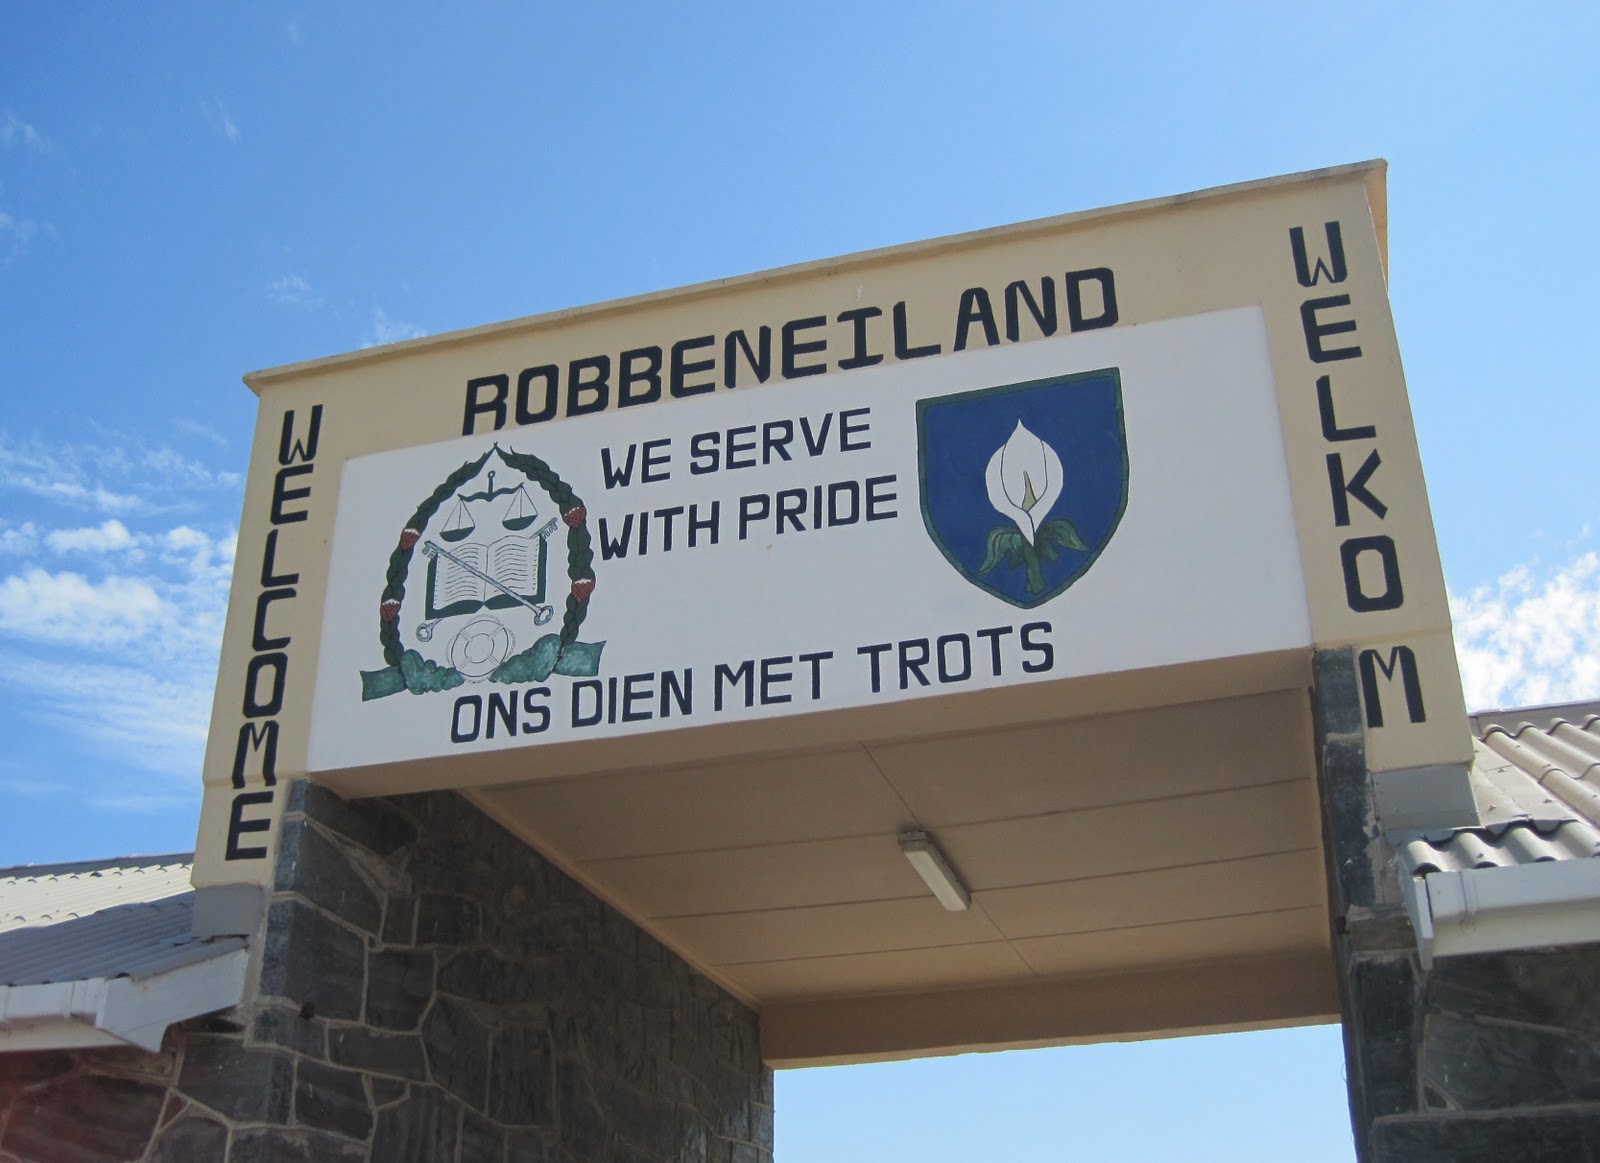 ROBBENEILAND
WELCOME
WE SERVE
WITH PRIDE
ONS DIEN MET TROTS
WELKOM